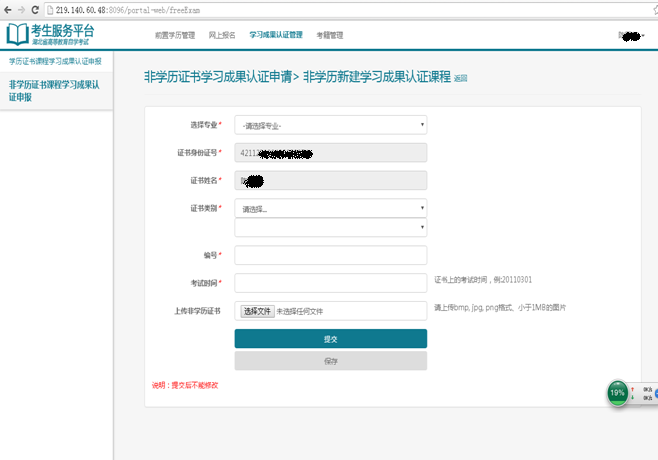 219.140.60.48:8096/portal-web/freeExam
考生服务平台
湖北省高等教育自学考试
前置学历管理 网上报名 学习成果认证管理 考籍管理
学历证书课程学习成果认证申报
非学历证书课程学习成果认
证申报
非学历证书学习成果认证申请> 非学历新建学习成果认证课程 返回
选择专业* -请选择专业-
证书身份证号* 4211
证书姓名*
证书类别* 请选择...
编号*
考试时间* 证书上的考试时间，例:20110301
上传非学历证书 选择文件 未选择任何文件 请上传bmp, jpg, png格式、小于1MB的图片
提交
保存
说明：提交后不能修改
19%